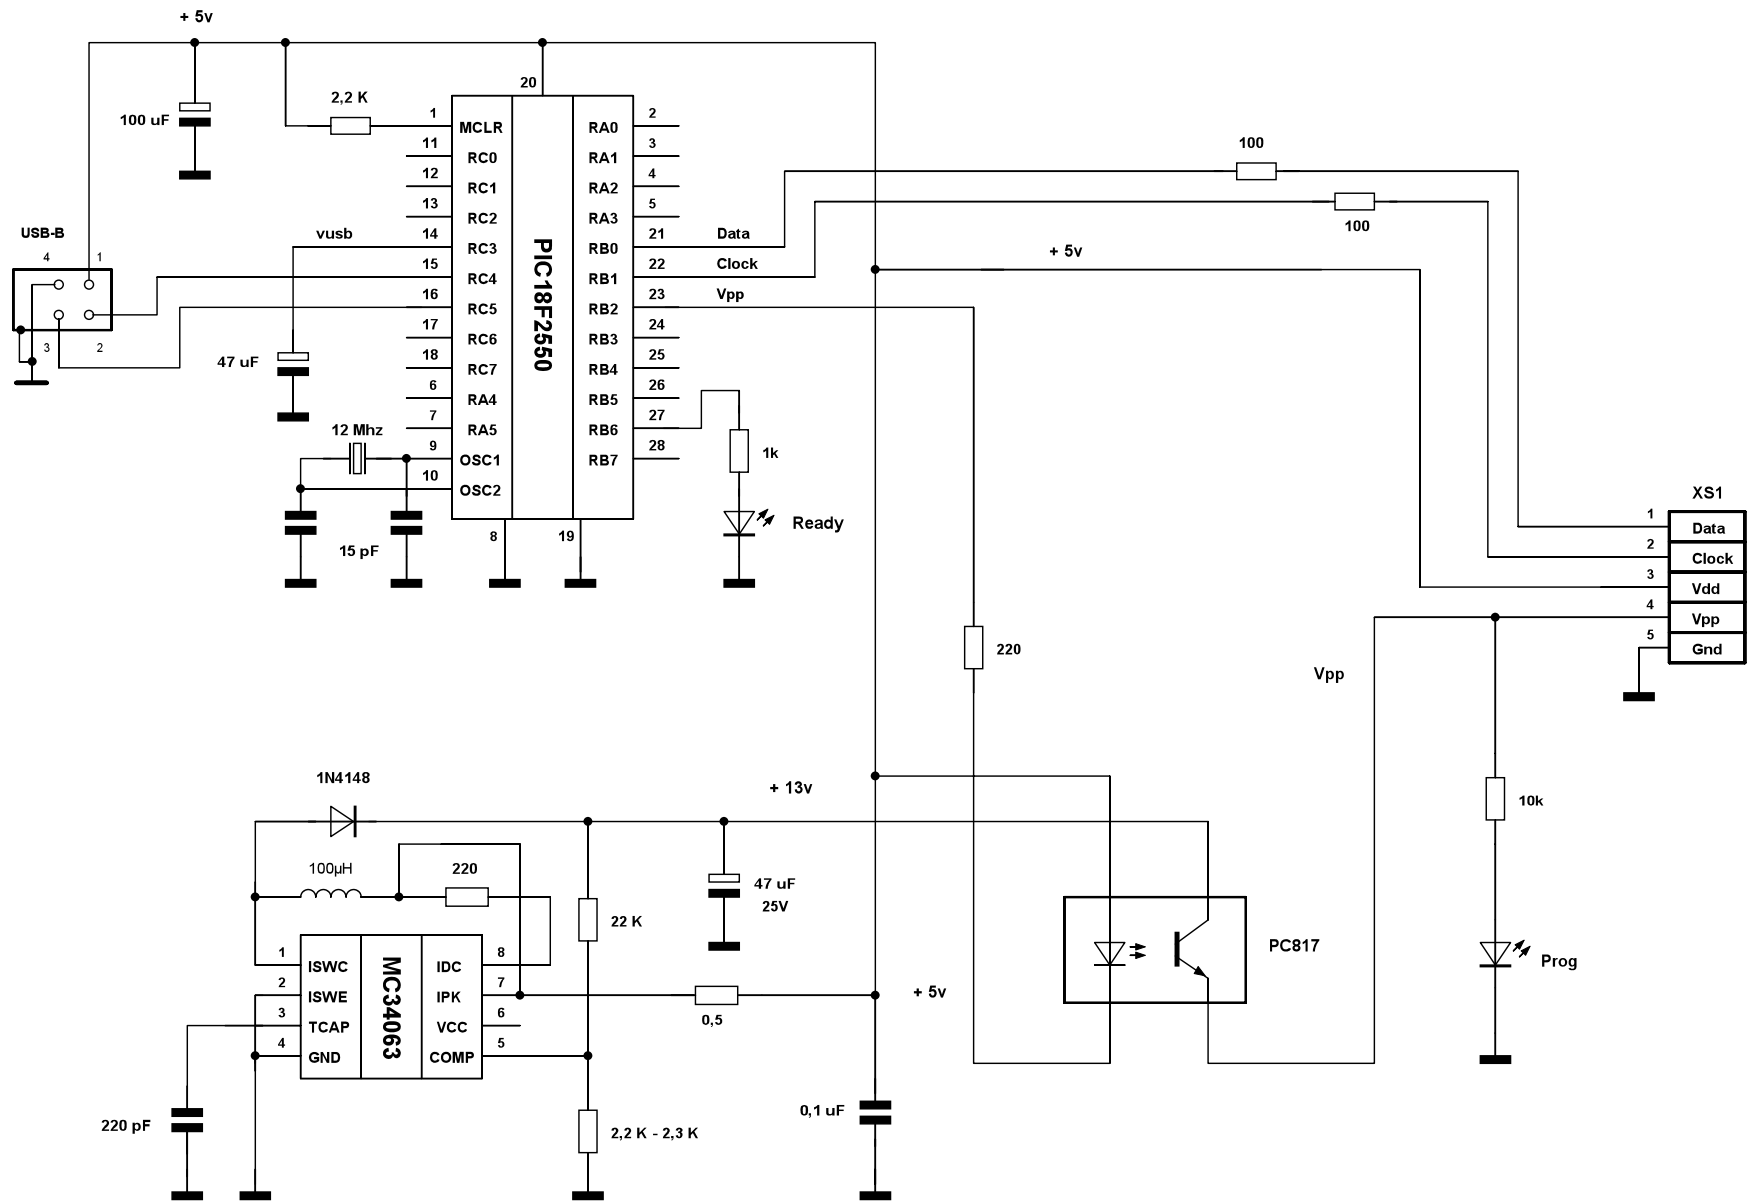 + 5v
100 uF
2,2 K
20
1
MCLR
11
RC0
12
RC1
13
RC2
vusb
14
RC3
15
RC4
16
RC5
17
RC6
18
RC7
6
RA4
7
RA5
12 Mhz
9
OSC1
10
OSC2
PIC18F2550
2
RA0
3
RA1
4
RA2
5
RA3
21
RB0
22
RB1
23
RB2
24
RB3
25
RB4
26
RB5
27
RB6
28
RB7
8
19
USB-B
4
1
3
2
47 uF
15 pF
Data
Clock
Vpp
1k
Ready
100
100
+ 5v
220
XS1
1
Data
2
Clock
3
Vdd
4
Vpp
5
Gnd
Vpp
10k
Prog
1N4148
+ 13v
100µH
220
22 K
47 uF
25V
1
ISWC
2
ISWE
3
TCAP
4
GND
MC34063
8
IDC
7
IPK
6
VCC
5
COMP
0,5
+ 5v
PC817
220 pF
2,2 K - 2,3 K
0,1 uF